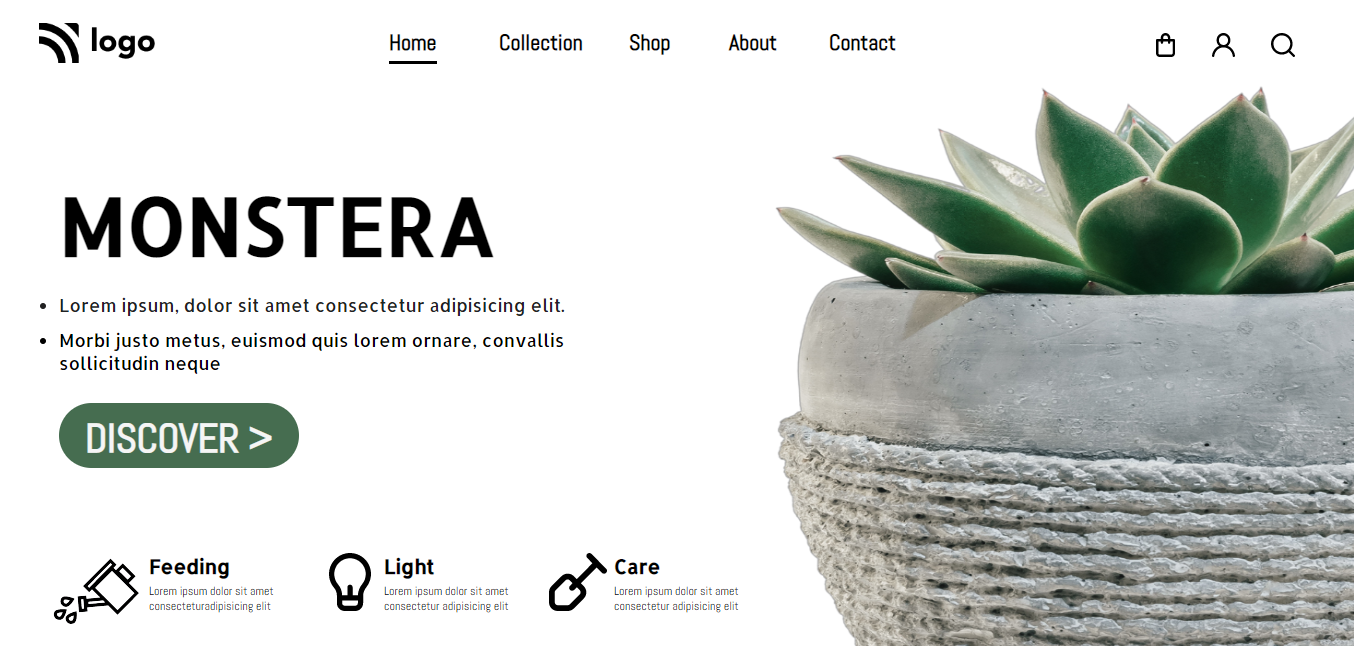 logo
Home Collection Shop About Contact
MONSTERA
Lorem ipsum, dolor sit amet consectetur adipisicing elit.
Morbi justo metus, euismod quis lorem ornare, convallis
sollicitudin neque
DISCOVER >
Feeding
Lorem ipsum dolor sit amet
consecteturadipisicing elit
Light
Lorem ipsum dolor sit amet
consectetur adipisicing elit
Care
Lorem ipsum dolor sit amet
consectetur adipisicing elit